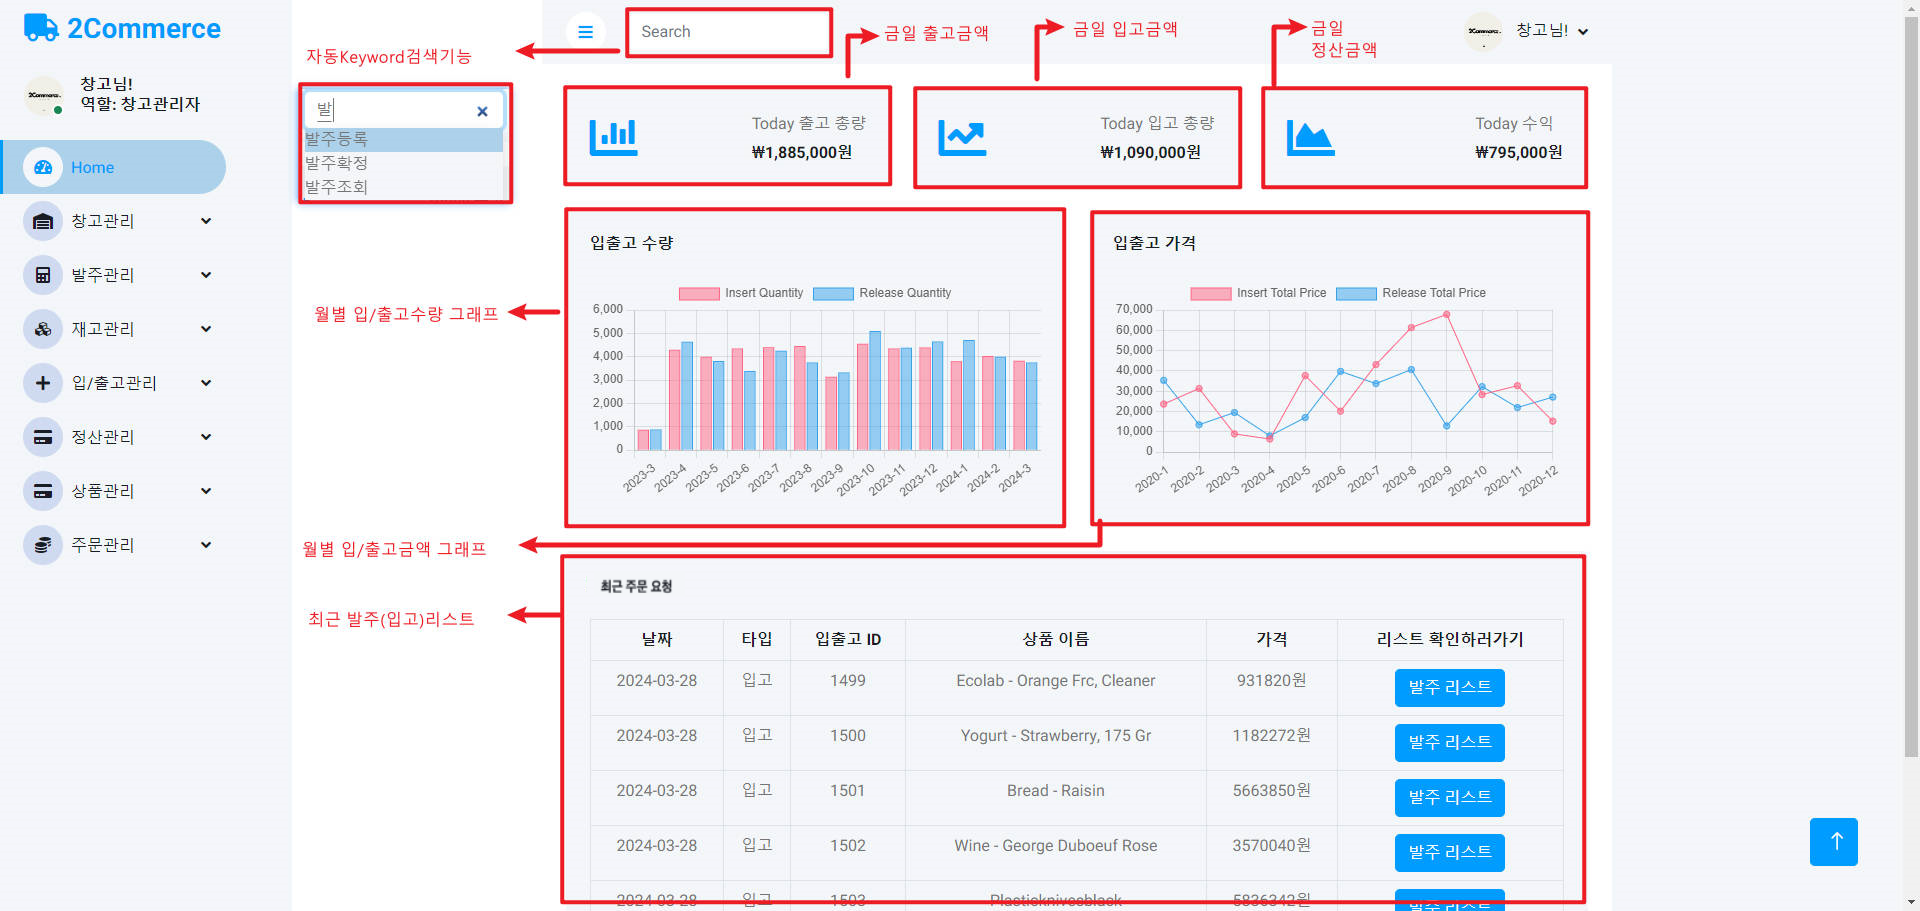 2Commerce
창고님!
역할: 창고관리자
Home
창고관리
발주관리
재고관리
입/출고관리
정산관리
상품관리
주문관리
자동Keyword검색기능
발
발주등록
발주확정
발주조회
Search
금일 출고금액
금일 입고금액
금일
정산금액
창고님!
Today 출고 총량
₩1,885,000원
Today 입고 총량
₩1,090,000원
Today 수익
₩795,000원
월별 입/출고수량 그래프
입출고 수량
Insert Quantity
Release Quantity
6,000
5,000
4,000
3,000
2,000
1,000
0
2023-3
2023-4
2023-5
2023-6
2023-7
2023-8
2023-9
2023-10
2023-11
2023-12
2024-1
2024-2
2024-3
입출고 가격
Insert Total Price
Release Total Price
70,000
60,000
50,000
40,000
30,000
20,000
10,000
0
2020-1
2020-2
2020-3
2020-4
2020-5
2020-6
2020-7
2020-8
2020-9
2020-10
2020-11
2020-12
월별 입/출고금액 그래프
최근 발주(입고)리스트
최근 주문 요청
날짜 타입 입출고 ID 상품 이름 가격 리스트 확인하러가기
2024-03-28 입고 1499 Ecolab - Orange Frc, Cleaner 931820원 발주 리스트
2024-03-28 입고 1500 Yogurt - Strawberry, 175 Gr 1182272원 발주 리스트
2024-03-28 입고 1501 Bread - Raisin 5663850원 발주 리스트
2024-03-28 입고 1502 Wine - George Duboeuf Rose 3570040원 발주 리스트
2024-03-28 입고 1503 Plasticknivesblack 5836342원 발주 리스트